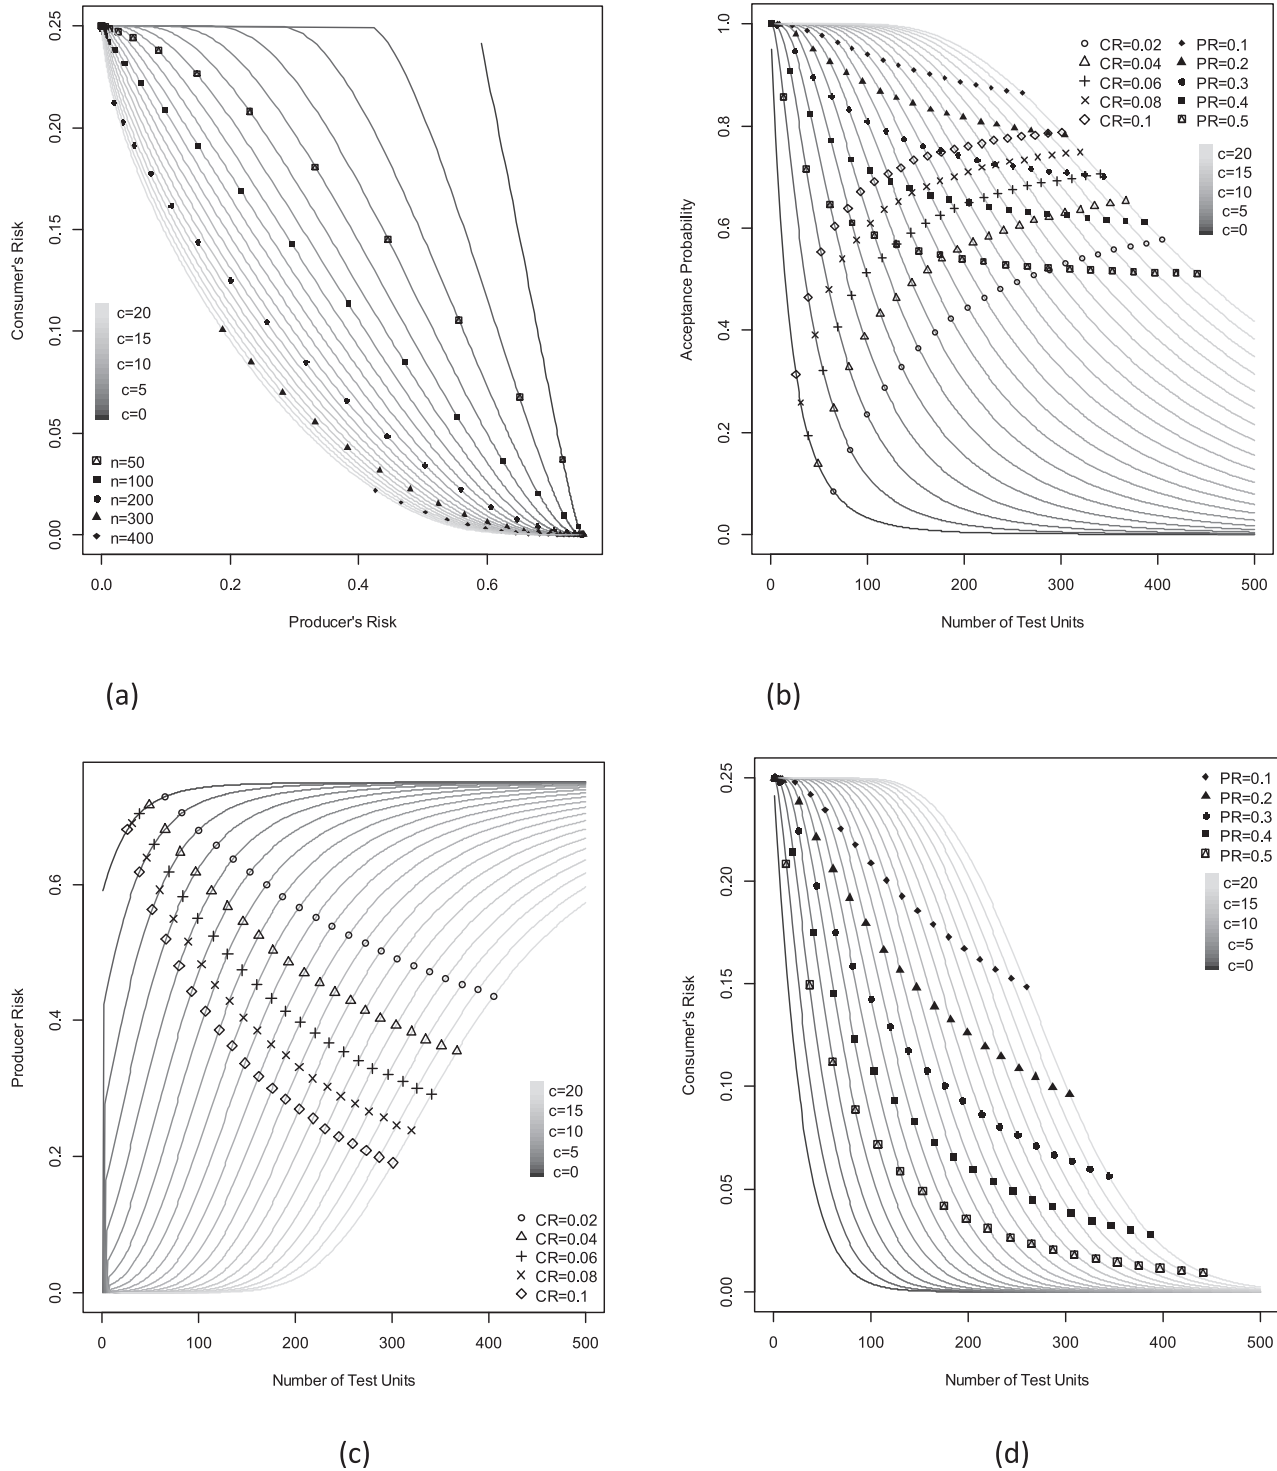 0.25
0.20
0.15
0.10
0.05
0.00
Consumer's Risk
c=20
c=15
c=10
c=5
c=0
n=50
n=100
n=200
n=300
n=400
0.0 0.2 0.4 0.6
Producer's Risk
(a)
1.0
0.8
0.6
0.4
0.2
0.0
Acceptance Probability
CR=0.02 PR=0.1
CR=0.04 PR=0.2
CR=0.06 PR=0.3
CR=0.08 PR=0.4
CR=0.1 PR=0.5
c=20
c=15
c=10
c=5
c=0
0 100 200 300 400 500
Number of Test Units
(b)
0.6
0.4
0.2
0.0
Producer Risk
c=20
c=15
c=10
c=5
c=0
CR=0.02
CR=0.04
CR=0.06
CR=0.08
CR=0.1
0 100 200 300 400 500
Number of Test Units
(c)
0.25
0.20
0.15
0.10
0.05
0.00
Consumer's Risk
PR=0.1
PR=0.2
PR=0.3
PR=0.4
PR=0.5
c=20
c=15
c=10
c=5
c=0
0 100 200 300 400 500
Number of Test Units
(d)